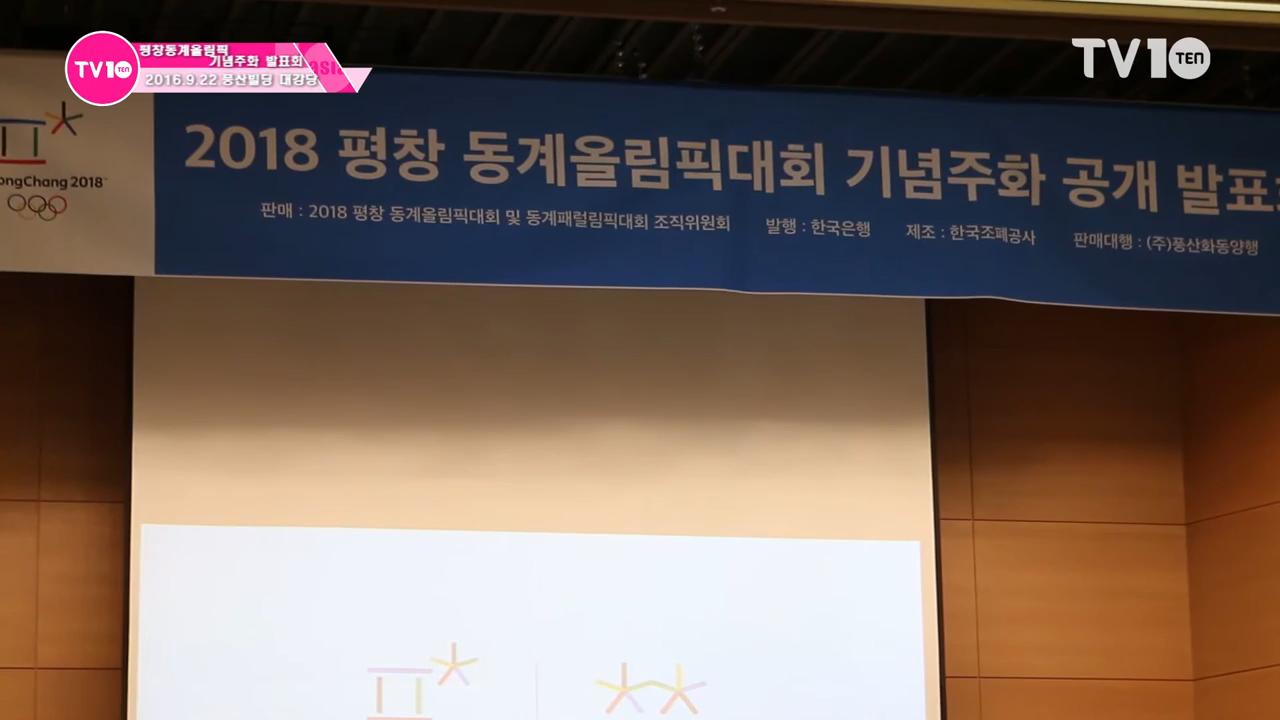 평창동계올림픽
기념주화 발표회
2016.9.22 풍산빌딩 대강당
TV10
TEN
TV10
TEN
ongChang 2018™
2018 평창 동계올림픽대회 기념주화 공개 발표
판매 : 2018 평창 동계올림픽대회 및 동계패럴림픽대회 조직위원회 발행 : 한국은행 제조 : 한국조폐공사 판매대행 : (주)풍산화동양행